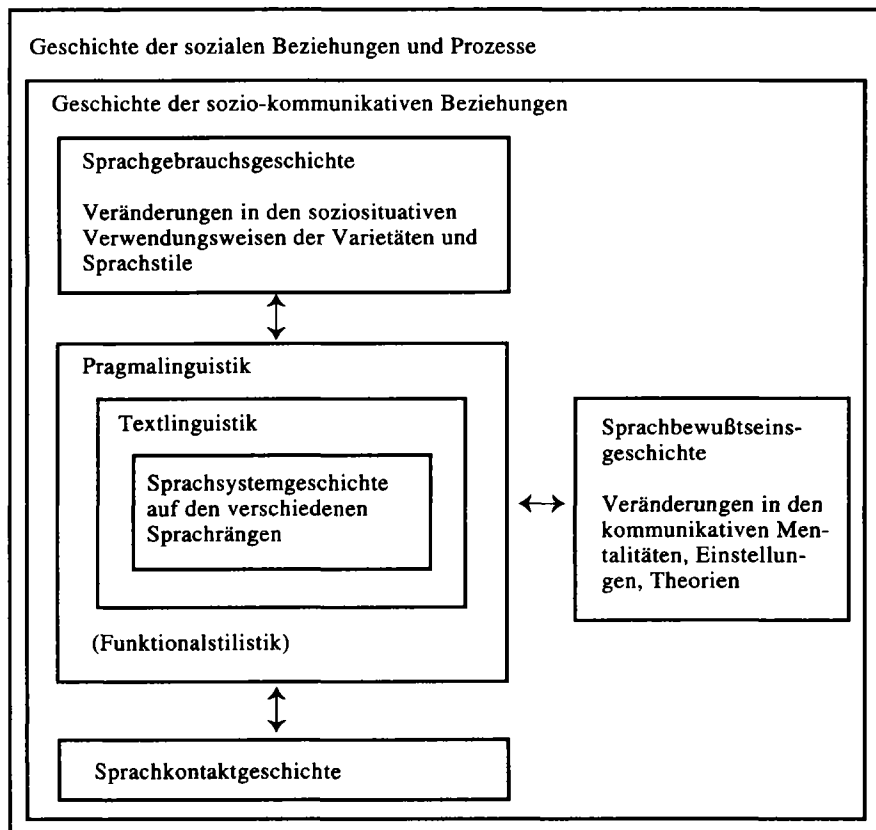 Geschichte der sozialen Beziehungen und Prozesse
Geschichte der sozio-kommunikativen Beziehungen
Sprachgebrauchsgeschichte
Veränderungen in den soziosituativen
Verwendungsweisen der Varietäten und
Sprachstile
Pragmalinguistik
Textlinguistik
Sprachsystemgeschichte
auf den verschiedenen
Sprachrängen
(Funktionalstilistik)
Sprachbewußtseins-
geschichte
Veränderungen in den
kommunikativen Men-
talitäten, Einstellun-
gen, Theorien
Sprachkontaktgeschichte